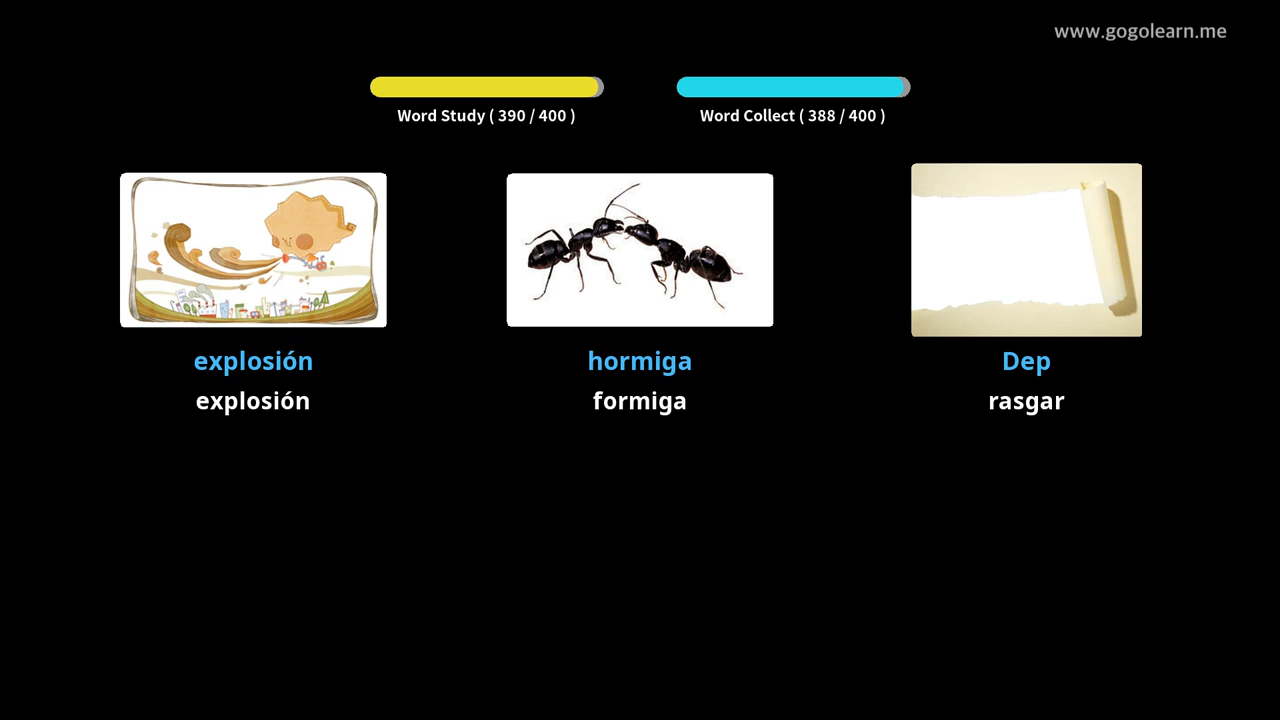 www.gogolearn.me
Word Study ( 390 / 400 )
Word Collect ( 388 / 400 )
explosión
hormiga
Dep
explosión
formiga
rasgar